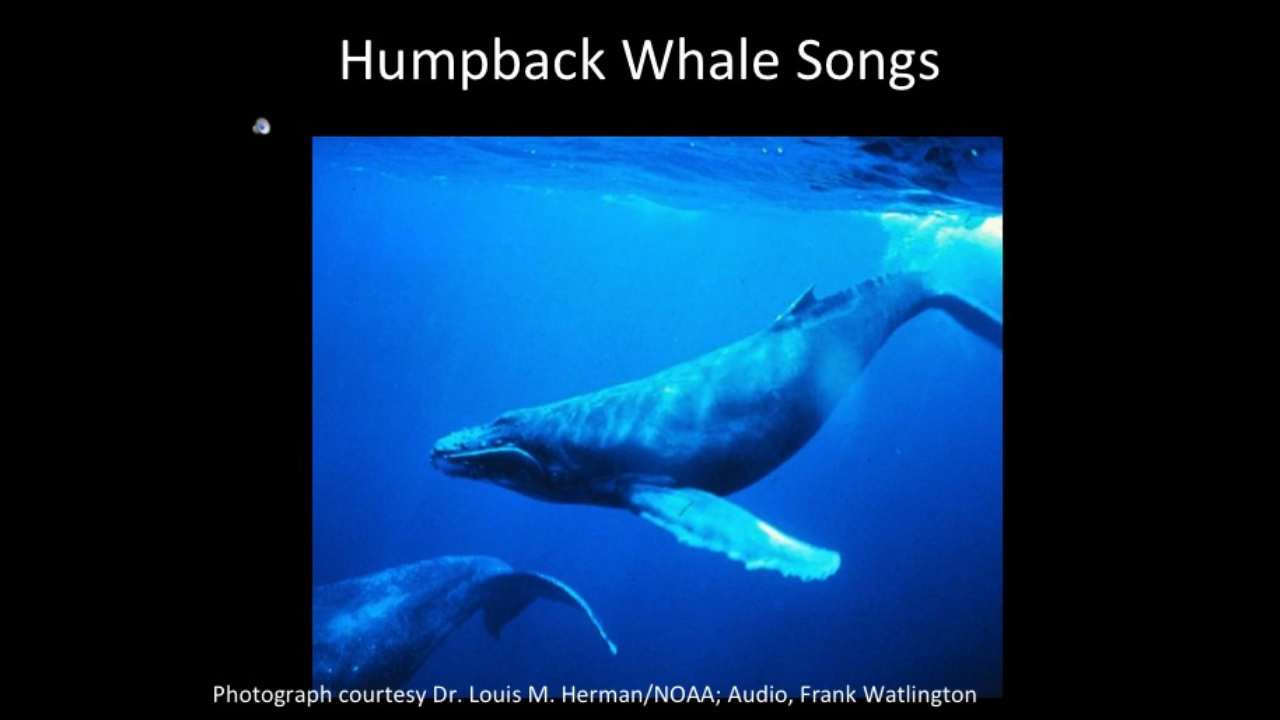 Humpback Whale Songs
Photograph courtesy Dr. Louis M. Herman/NOAA; Audio, Frank Watlington